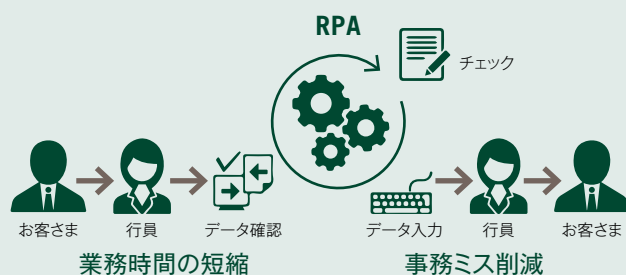 RPA
チェック
お客さま
行員
データ確認
データ入力
行員
お客さま
業務時間の短縮
事務ミス削減